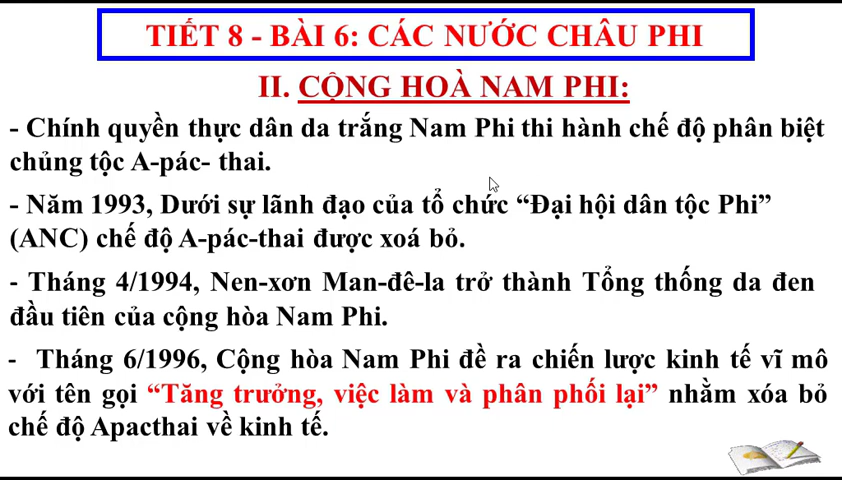 TIẾT 8 - BÀI 6: CÁC NƯỚC CHÂU PHI
II. CỘNG HOÀ NAM PHI:
- Chính quyền thực dân da trắng Nam Phi thi hành chế độ phân biệt
chủng tộc A-pác- thai.
- Năm 1993, Dưới sự lãnh đạo của tổ chức “Đại hội dân tộc Phi”
(ANC) chế độ A-pác-thai được xoá bỏ.
- Tháng 4/1994, Nen-xơn Man-đê-la trở thành Tổng thống da đen
đầu tiên của cộng hòa Nam Phi.
- Tháng 6/1996, Cộng hòa Nam Phi đề ra chiến lược kinh tế vĩ mô
với tên gọi “Tăng trưởng, việc làm và phân phối lại” nhằm xóa bỏ
chế độ Apacthai về kinh tế.